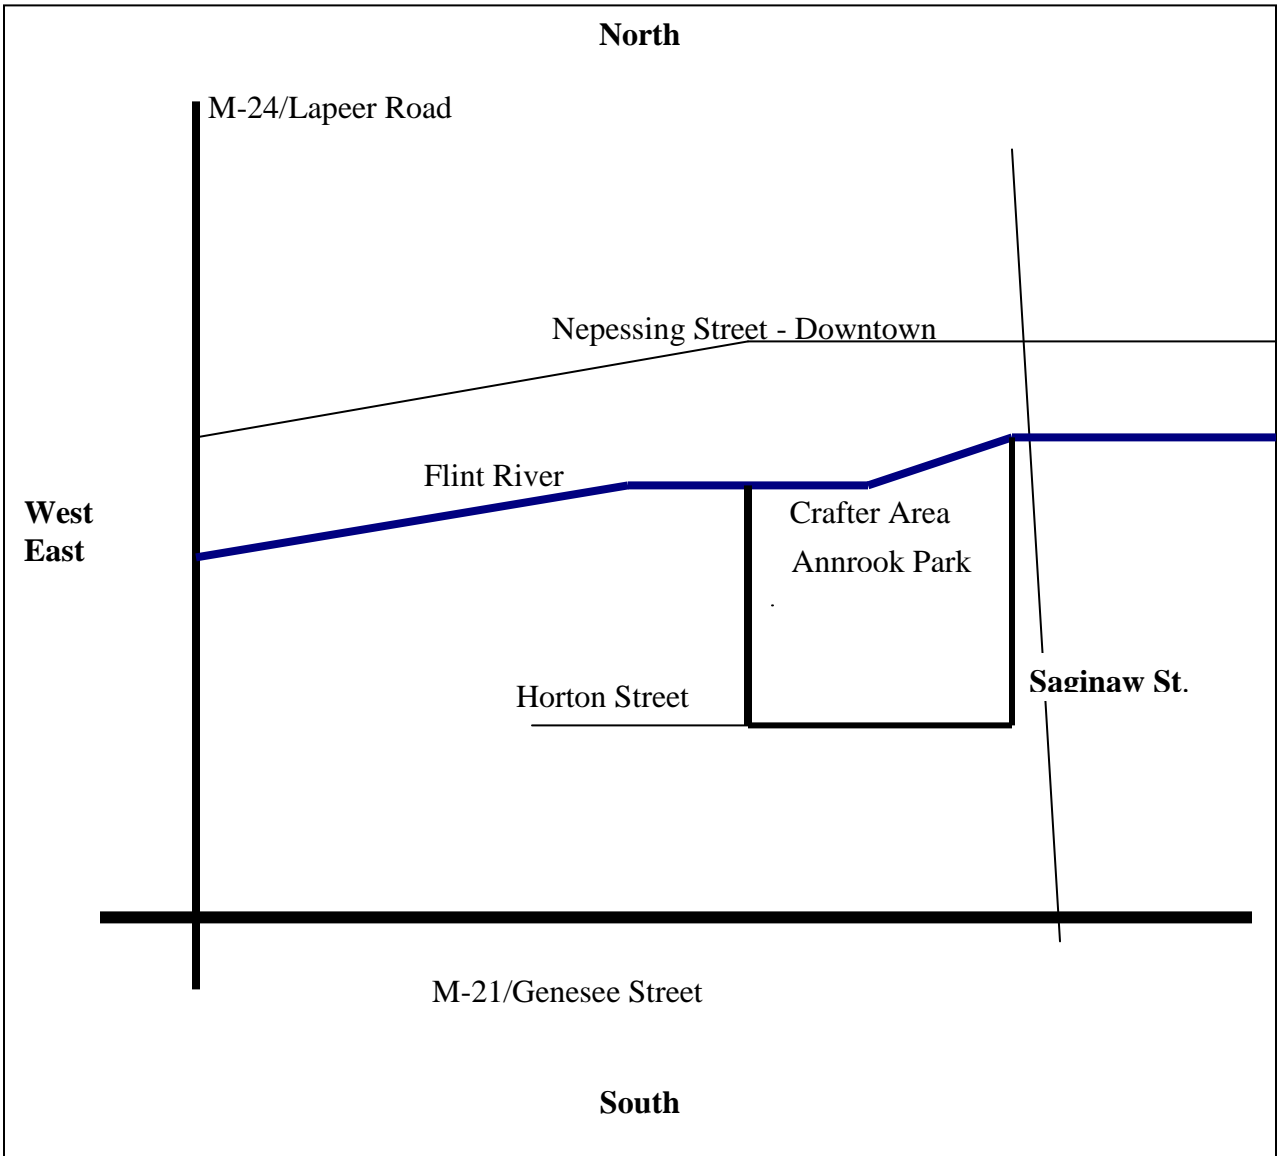 North
M-24/Lapeer Road
Nepessing Street - Downtown
Flint River
West
East
Crafter Area
Annrook Park
Saginaw St.
Horton Street
M-21/Genesee Street
South